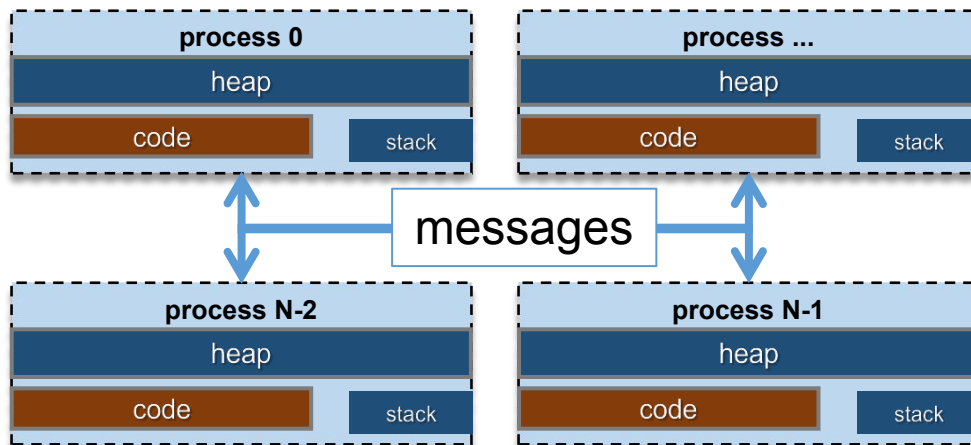 process 0
heap
code
stack
process ...
heap
code
stack
messages
process N-2
heap
code
stack
process N-1
heap
code
stack